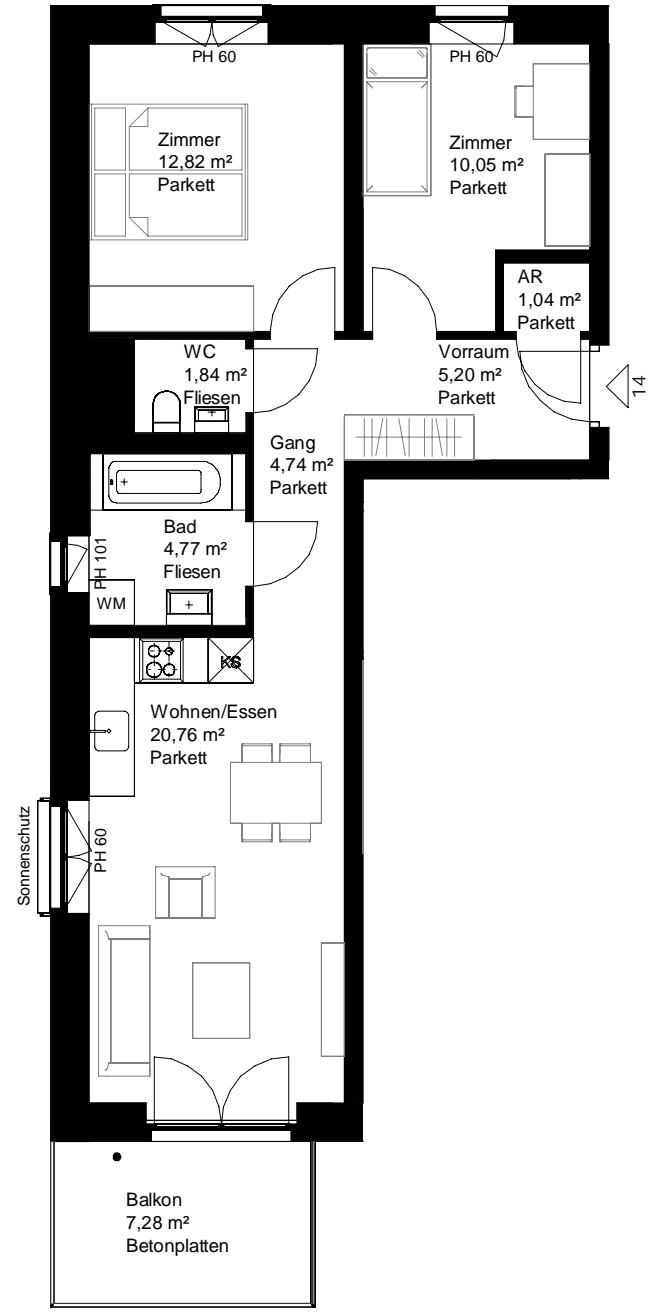 PH 60
PH 60
Zimmer
12,82 m²
Parkett
Zimmer
10,05 m²
Parkett
AR
1,04 m²
Parkett
WC
1,84 m²
Fliesen
Vorraum
5,20 m²
Parkett
14
Gang
4,74 m²
Parkett
Bad
4,77 m²
Fliesen
PH 101
WM
KS
Wohnen/Essen
20,76 m²
Parkett
Sonnenschutz
PH 60
Balkon
7,28 m²
Betonplatten